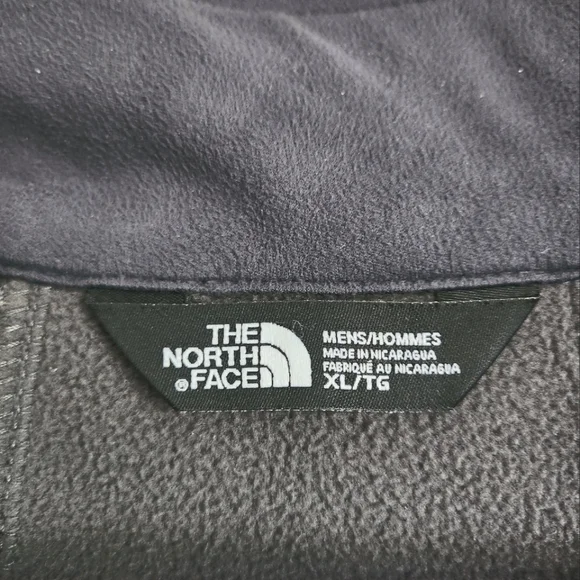 THE
NORTH
® FACE
MENS/HOMMES
MADE IN NICARAGUA
FABRIQUÉ AU NICARAGUA
XL/TG